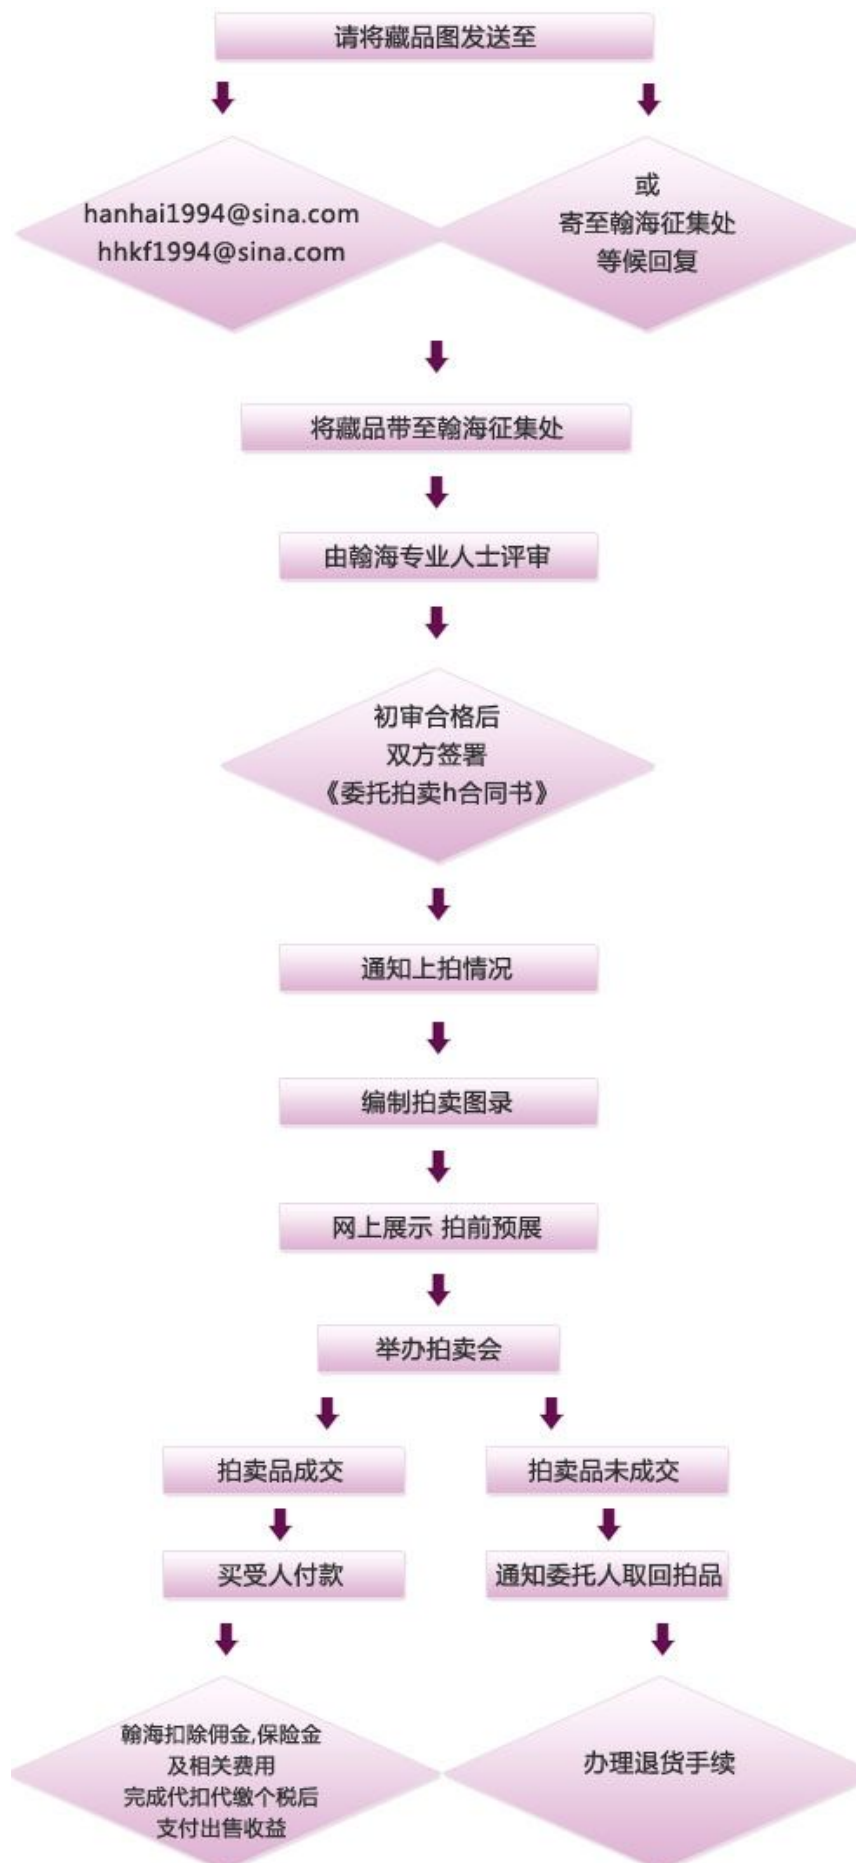 请将藏品图发送至
hanhai1994@sina.com
hhkf1994@sina.com
或
寄至翰海征集处
等候回复
将藏品带至翰海征集处
由翰海专业人士评审
初审合格后
双方签署
《委托拍卖h合同书》
通知上拍情况
编制拍卖图录
网上展示 拍前预展
举办拍卖会
拍卖品成交
拍卖品未成交
买受人付款
通知委托人取回拍品
翰海扣除佣金,保险金
及相关费用
完成代扣代缴个税后
支付出售收益
办理退货手续